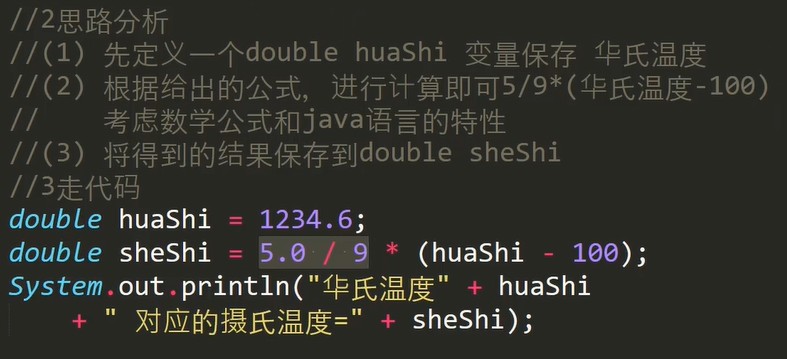 //2思路分析
//(1) 先定义一个double huaShi 变量保存 华氏温度
//(2) 根据给出的公式，进行计算即可5/9*(华氏温度-100)
//    考虑数学公式和java语言的特性
//(3) 将得到的结果保存到double sheShi
//3走代码
double huaShi = 1234.6;
double sheShi = 5.0 / 9 * (huaShi - 100);
System.out.println("华氏温度" + huaShi
    + " 对应的摄氏温度=" + sheShi);